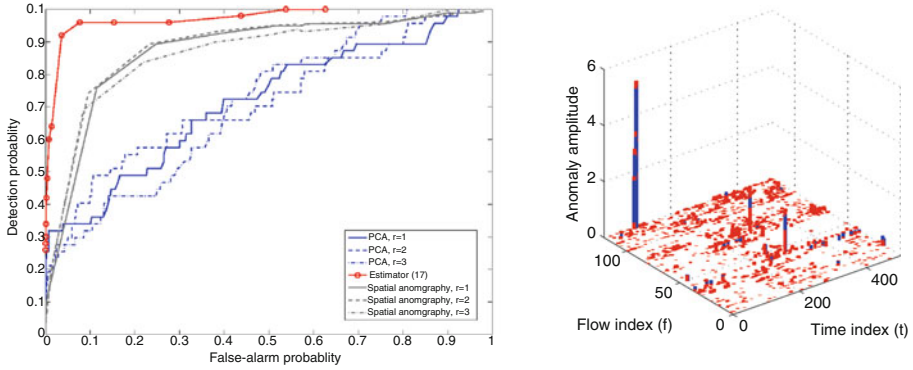 0.1
0.9
0.8
0.7
0.6
0.5
0.4
0.3
0.2
0.1
0
Detection probablity
0 0.1 0.2 0.3 0.4 0.5 0.6 0.7 0.8 0.9 1
False-alarm probablity
PCA, r=1
PCA, r=2
PCA, r=3
Estimator (17)
Spatial anomography, r=1
Spatial anomography, r=2
Spatial anomography, r=3
6
4
2
0
Anomaly amplitude
100
50
0
Flow index (f)
0
200
400
Time index (t)